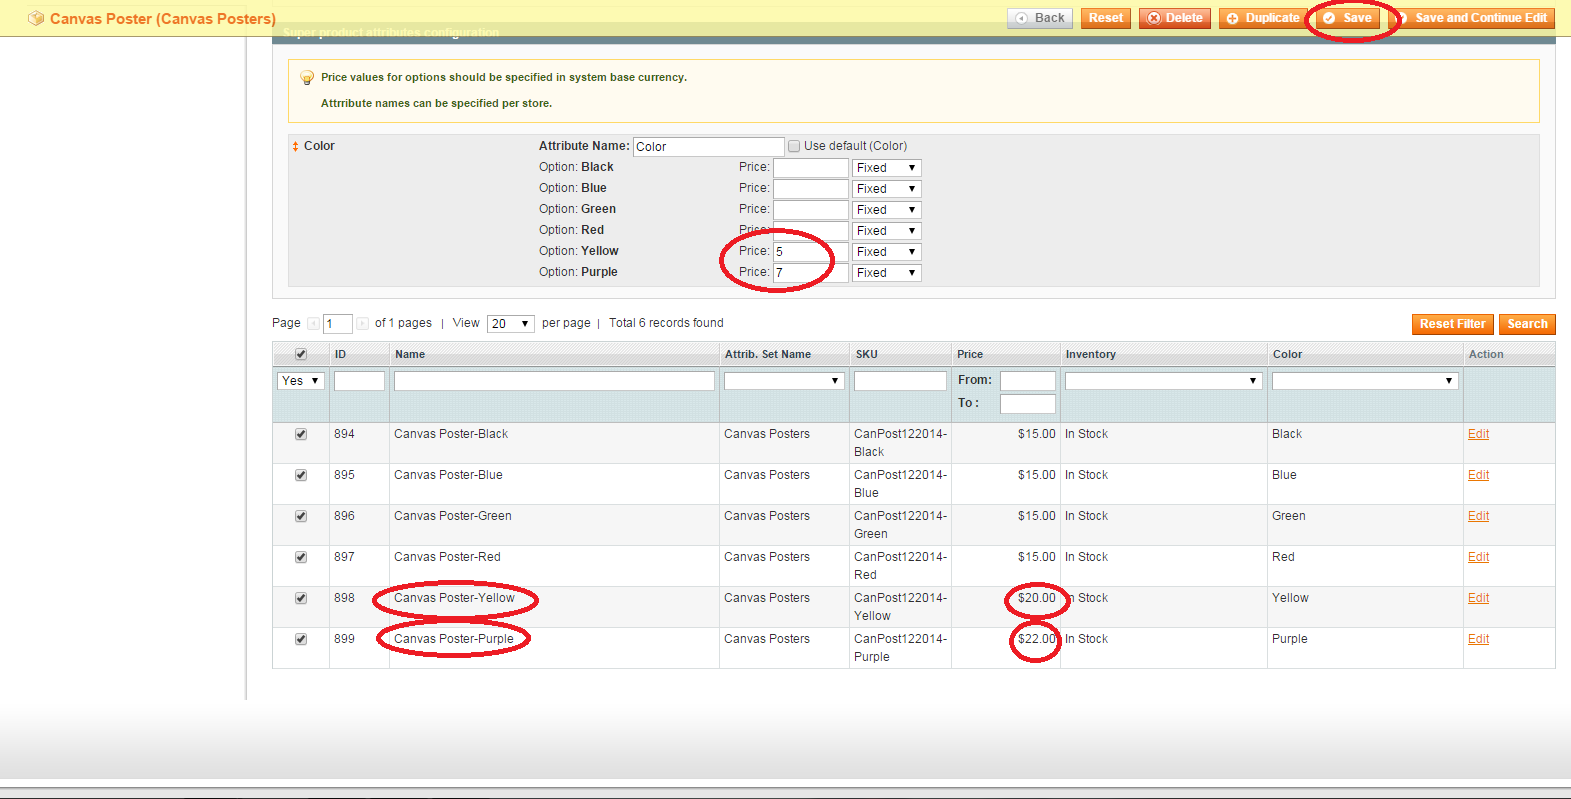 Canvas Poster (Canvas Posters) Back Reset Delete Duplicate Save Save and Continue Edit
Super product attributes configuration
Price values for options should be specified in system base currency.
Attrribute names can be specified per store.
Color Attribute Name: Color Use default (Color)
Option: Black Price: Fixed
Option: Blue Price: Fixed
Option: Green Price: Fixed
Option: Red Price: Fixed
Option: Yellow Price: 5 Fixed
Option: Purple Price: 7 Fixed
Page 1 of 1 pages | View 20 per page | Total 6 records found Reset Filter Search
ID Name Attrib. Set Name SKU Price Inventory Color Action
Yes From:
To :
894 Canvas Poster-Black Canvas Posters CanPost122014- $15.00 In Stock Black Edit
Black
895 Canvas Poster-Blue Canvas Posters CanPost122014- $15.00 In Stock Blue Edit
Blue
896 Canvas Poster-Green Canvas Posters CanPost122014- $15.00 In Stock Green Edit
Green
897 Canvas Poster-Red Canvas Posters CanPost122014- $15.00 In Stock Red Edit
Red
898 Canvas Poster-Yellow Canvas Posters CanPost122014- $20.00 In Stock Yellow Edit
Yellow
899 Canvas Poster-Purple Canvas Posters CanPost122014- $22.00 In Stock Purple Edit
Purple